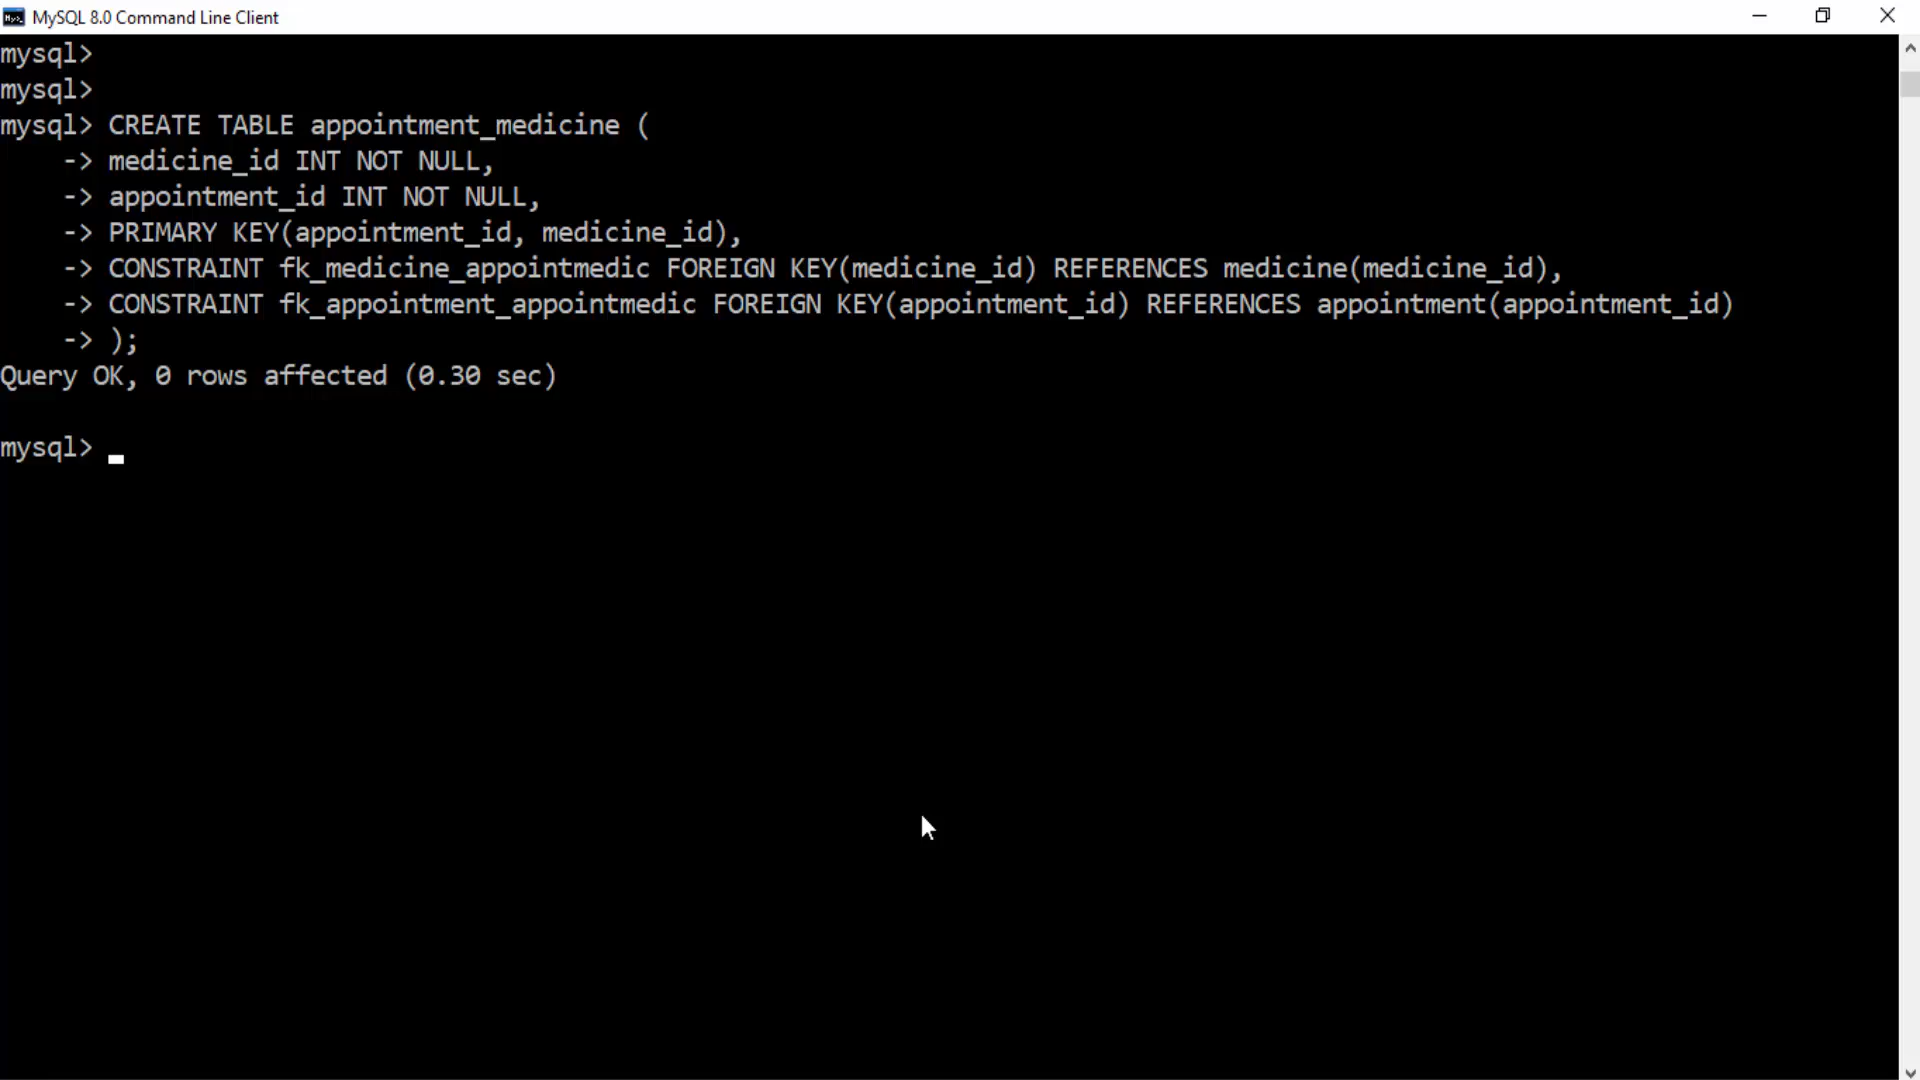 MySQL 8.0 Command Line Client
mysql>
mysql>
mysql> CREATE TABLE appointment_medicine (
    -> medicine_id INT NOT NULL,
    -> appointment_id INT NOT NULL,
    -> PRIMARY KEY(appointment_id, medicine_id),
    -> CONSTRAINT fk_medicine_appointmedic FOREIGN KEY(medicine_id) REFERENCES medicine(medicine_id),
    -> CONSTRAINT fk_appointment_appointmedic FOREIGN KEY(appointment_id) REFERENCES appointment(appointment_id)
    -> );
Query OK, 0 rows affected (0.30 sec)
mysql>